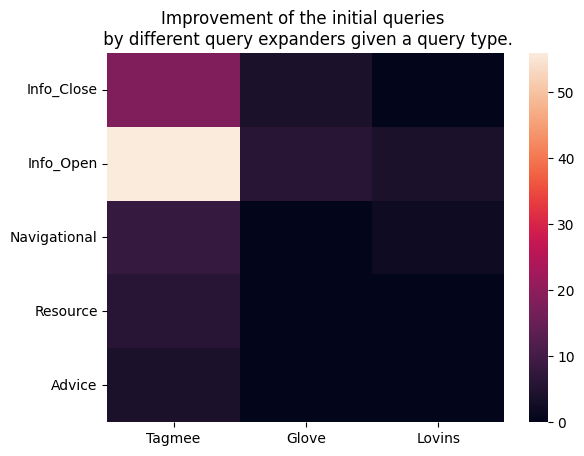 Improvement of the initial queries
by different query expanders given a query type.
Info_Close
Info_Open
Navigational
Resource
Advice
Tagmee
Glove
Lovins
50
40
30
20
10
0